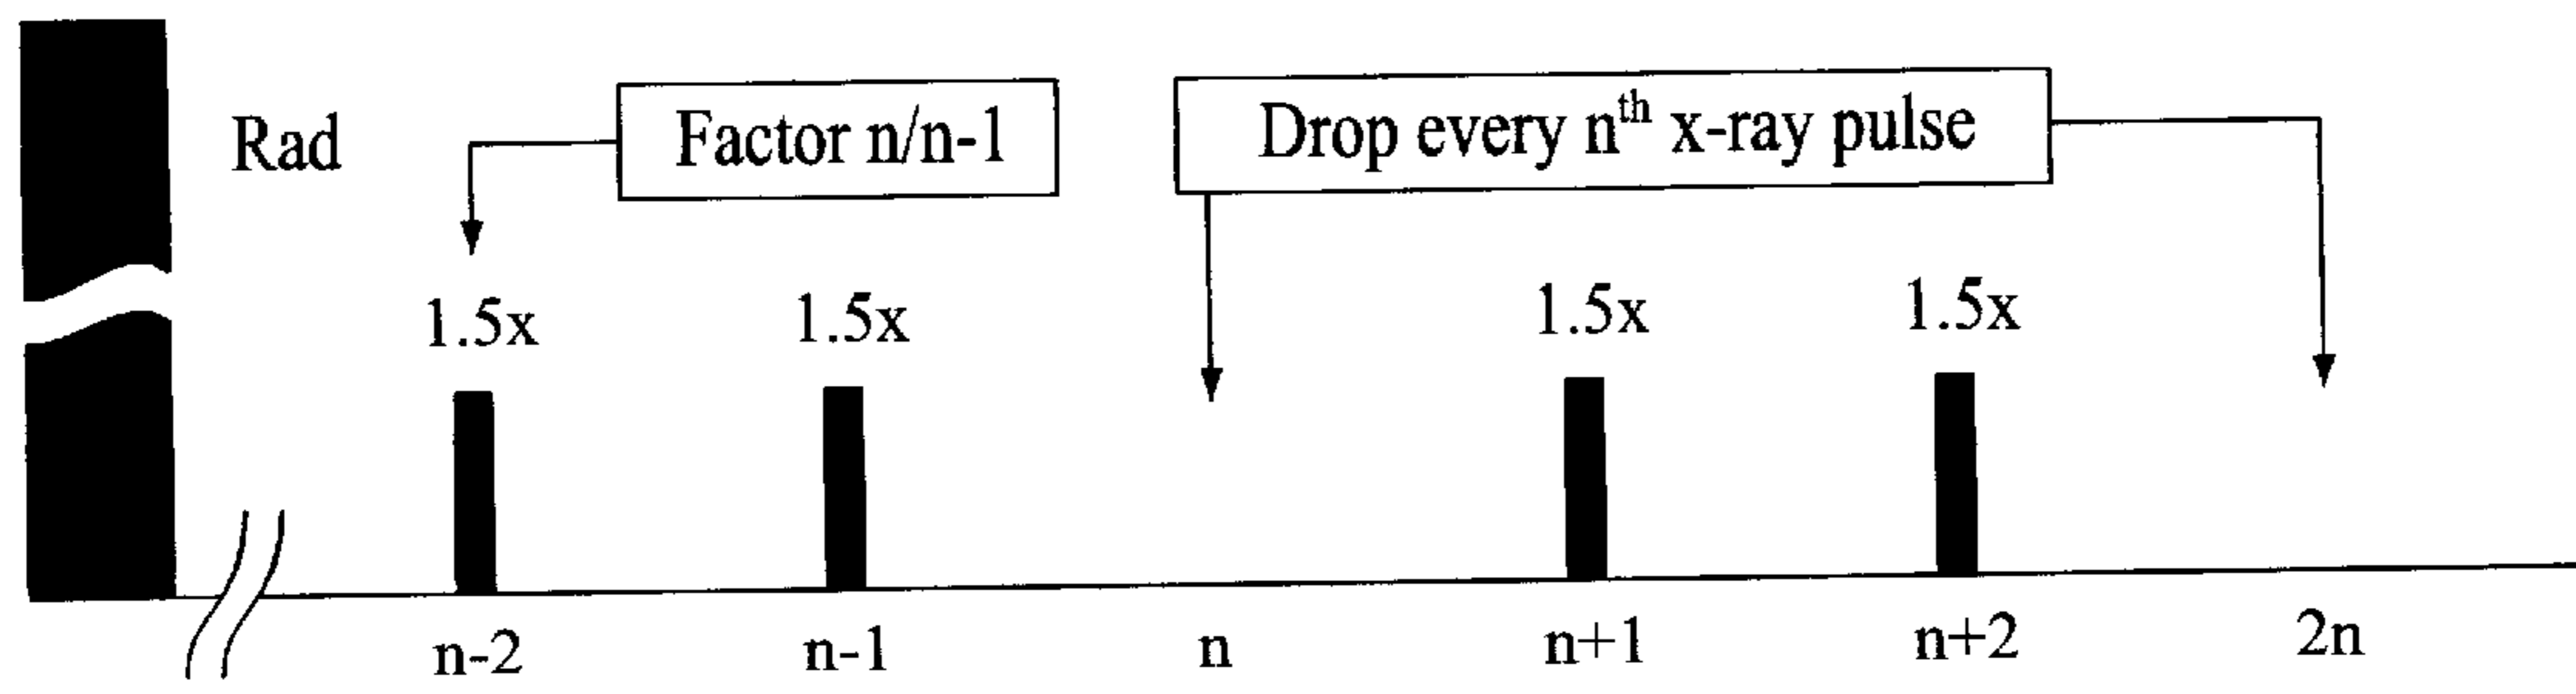 Rad
Factor n/n-1
Drop every nth x-ray pulse
1.5x
1.5x
1.5x
1.5x
n-2
n-1
n
n+1
n+2
2n